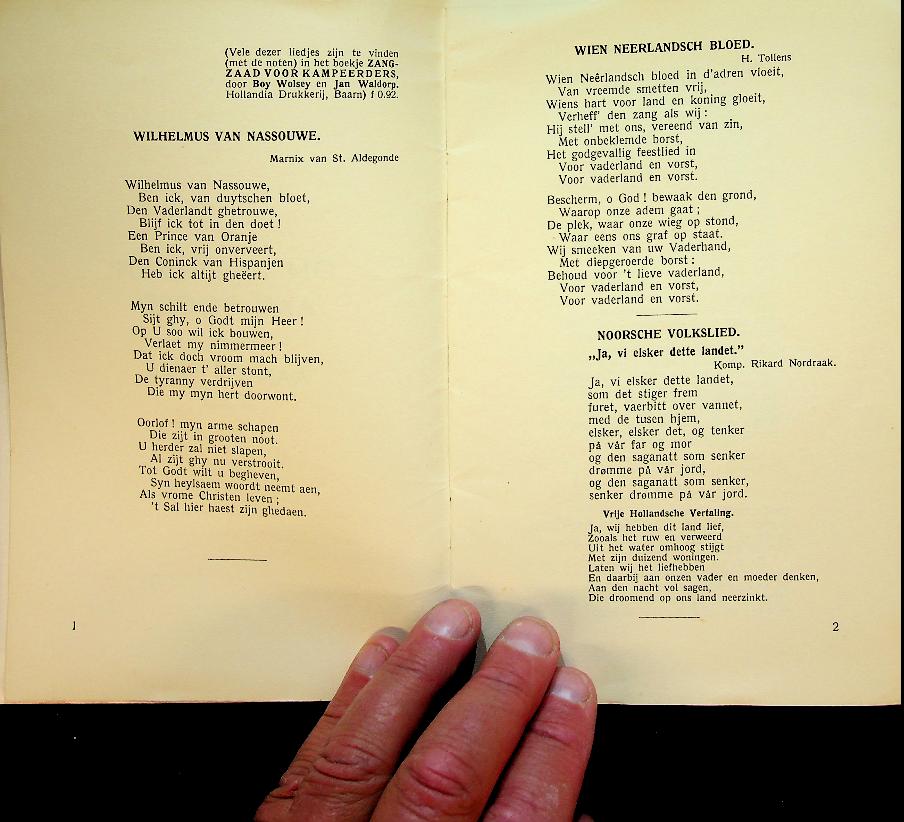 (Vele dezer liedjes zijn te vinden
(met de noten) in het boekje ZANG-
ZAAD VOOR KAMPEERDERS,
door Boy Wolsey en Jan Waldorp.
Hollandia Drukkerij, Baarn) f 0.92.
WILHELMUS VAN NASSOUWE.
Marnix van St. Aldegonde
Wilhelmus van Nassouwe,
Ben ick, van duytschen bloet,
Den Vaderlandt ghetrouwe,
Blijf ick tot in den doet!
Een Prince van Oranje
Ben ick, vrij onverveert,
Den Coninck van Hispanjen
Heb ick altijt gheëert.
Myn schilt ende betrouwen
Sijt ghy, o Godt mijn Heer!
Op U soo wil ick bouwen,
Verlaet my nimmermeer!
Dat ick doch vroom mach blijven,
U dienaer t' aller stont,
De tyranny verdrijven
Die my myn hert doorwont.
Oorlof! myn arme schapen
Die zijt in grooten noot.
U herder zal niet slapen,
Al zijt ghy nu verstrooit.
Tot Godt wilt u begheven,
Syn heylsaem woordt neemt aen,
Als vrome Christen leven;
't Sal hier haest zijn ghedaen.
1
WIEN NEERLANDSCH BLOED.
H. Tollens
Wien Neêrlandsch bloed in d'adren vloeit,
Van vreemde smetten vrij,
Wiens hart voor land en koning gloeit,
Verheff' den zang als wij:
Hij stell' met ons, vereend van zin,
Met onbeklemde borst,
Het godgevallig feestlied in
Voor vaderland en vorst,
Voor vaderland en vorst.
Bescherm, o God! bewaak den grond,
Waarop onze adem gaat;
De plek, waar onze wieg op stond,
Waar eens ons graf op staat.
Wij smeeken van uw Vaderhand,
Met diepgeroerde borst:
Behoud voor 't lieve vaderland,
Voor vaderland en vorst,
Voor vaderland en vorst.
NOORSCHE VOLKSLIED.
„Ja, vi elsker dette landet."
Komp. Rikard Nordraak.
Ja, vi elsker dette landet,
som det stiger frem
furet, vaerbitt over vannet,
med de tusen hjem,
elsker, elsker det, og tenker
på vår far og mor
og den saganatt som senker
drømme på vår jord,
og den saganatt som senker,
senker drømme på vår jord.
Vrije Hollandsche Vertaling.
Ja, wij hebben dit land lief,
Zooals het ruw en verweerd
Uit het water omhoog stijgt
Met zijn duizend woningen.
Laten wij het liefhebben
En daarbij aan onzen vader en moeder denken,
Aan den nacht vol sagen,
Die droomend op ons land neerzinkt.
2